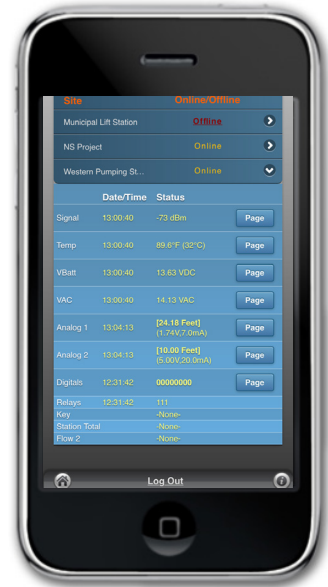 Site Online/Offline
Municipal Lift Station Offline
NS Project Online
Western Pumping St... Online
Date/Time Status
Signal 13:00:40 -73 dBm Page
Temp 13:00:40 89.6°F (32°C) Page
VBatt 13:00:40 13.63 VDC Page
VAC 13:00:40 14.13 VAC Page
[24.18 Feet]
Analog 1 13:04:13 (1.74V,7.0mA) Page
[10.00 Feet]
Analog 2 13:04:13 (5.00V,20.0mA) Page
Digitals 12:31:42 00000000 Page
Relays 12:31:42 111
Key -None-
Station Total -None-
Flow 2 -None-
Log Out